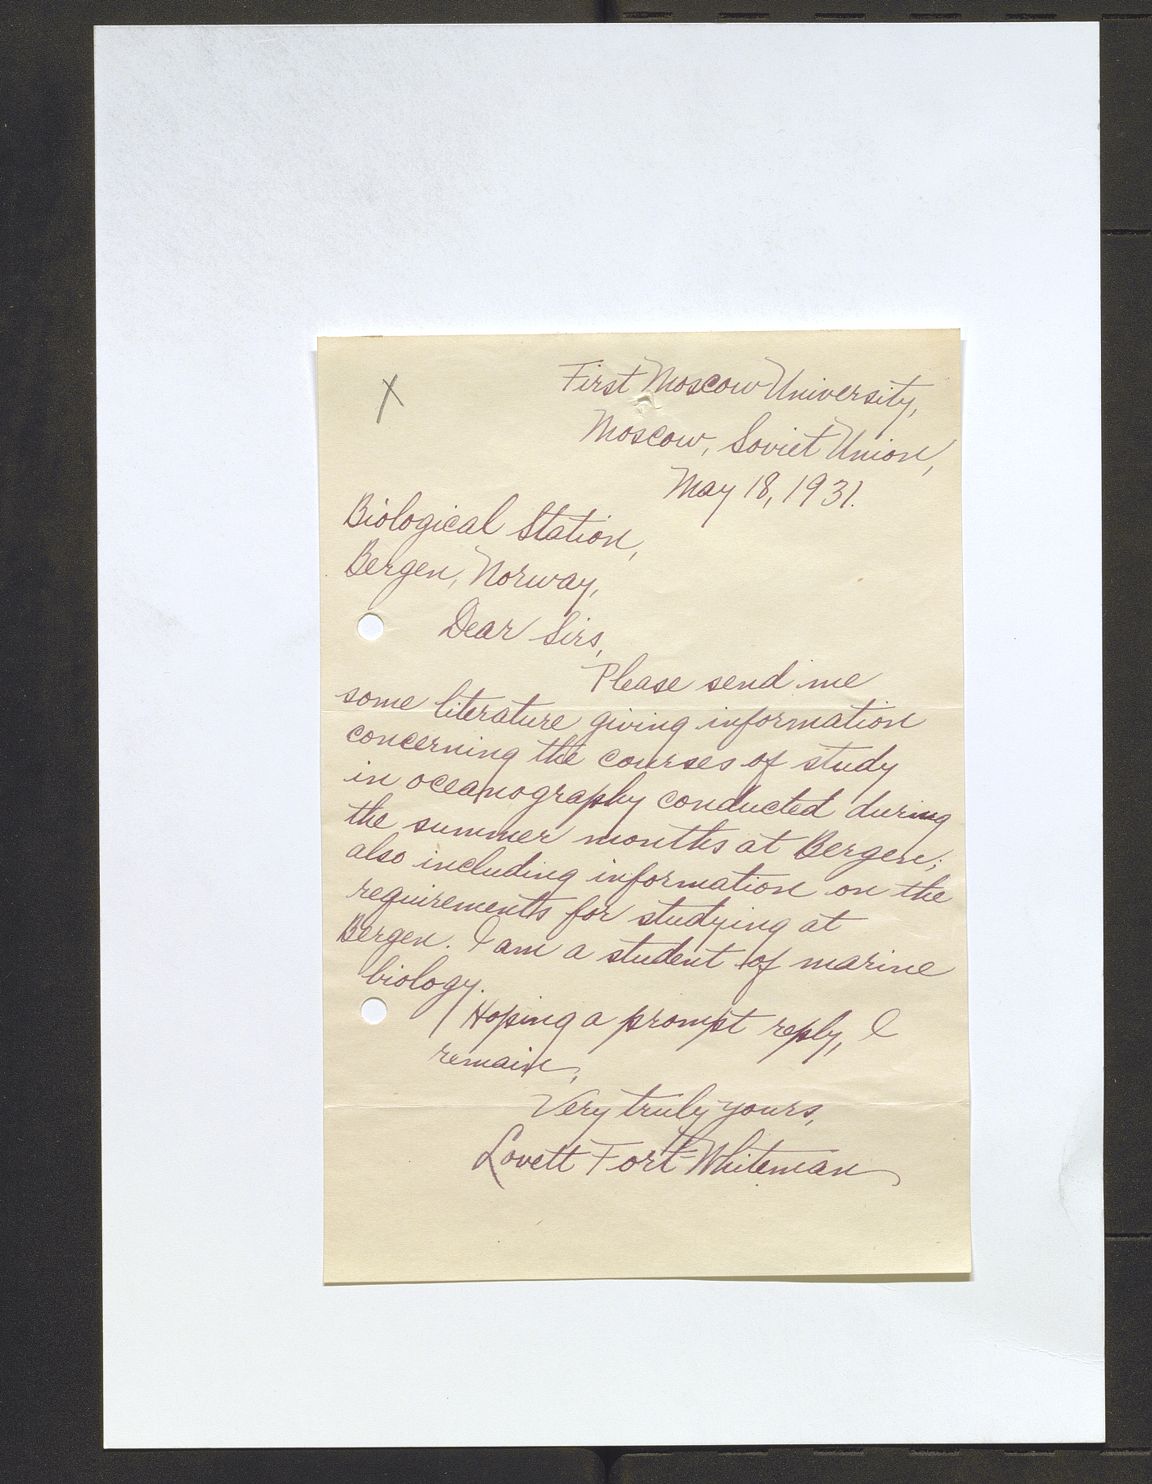 X
First Moscow University,
Moscow, Soviet Union,
May 18, 1931.
Biological Station,
Bergen, Norway,
Dear Sirs,
Please send me
some literature giving information
concerning the courses of study
in oceanography conducted during
the summer months at Bergen;
also including information on the
requirements for studying at
Bergen. I am a student of marine
biology.
Hoping a prompt reply, I
remain,
Very truly yours,
Lovett Fort-Whiteman